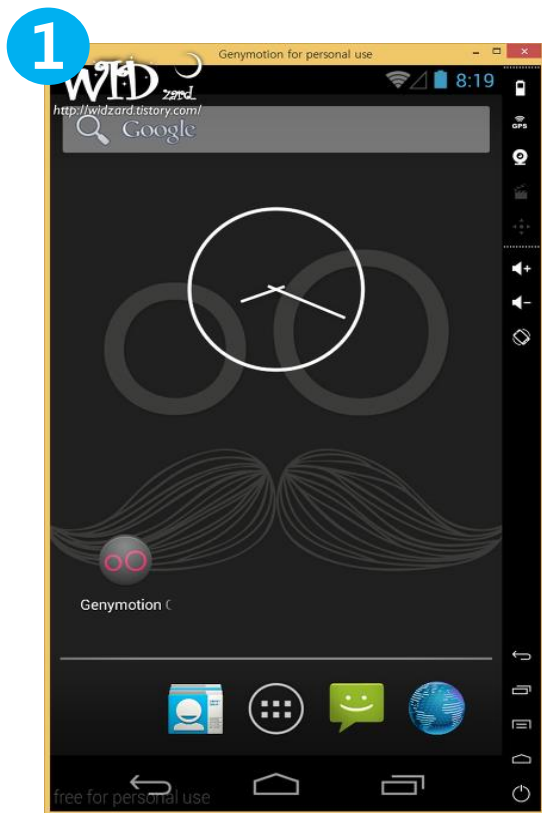 1
Genymotion for personal use
WID zard
8:19
http://widzard.tistory.com/
Google
GPS
Genymotion C
free for personal use